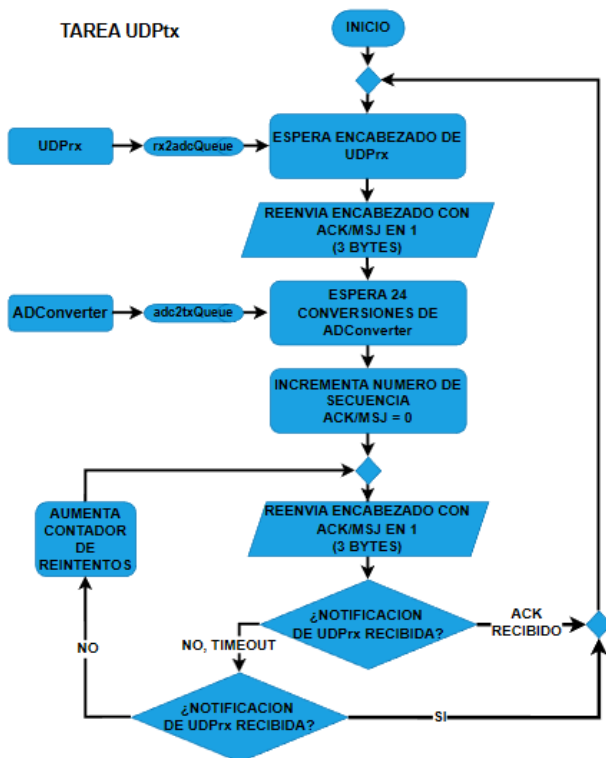 TAREA UDPtx
INICIO
ESPERA ENCABEZADO DE
UDPrx
UDPrx
rx2adcQueue
REENVIA ENCABEZADO CON
ACK/MSJ EN 1
(3 BYTES)
ESPERA 24
CONVERSIONES DE
ADConverter
ADConverter
adc2txQueue
INCREMENTA NUMERO DE
SECUENCIA
ACK/MSJ = 0
REENVIA ENCABEZADO CON
ACK/MSJ EN 1
(3 BYTES)
AUMENTA
CONTADOR
DE
REINTENTOS
¿NOTIFICACION
DE UDPrx RECIBIDA?
ACK
RECIBIDO
NO, TIMEOUT
NO
¿NOTIFICACION
DE UDPrx RECIBIDA?
SI